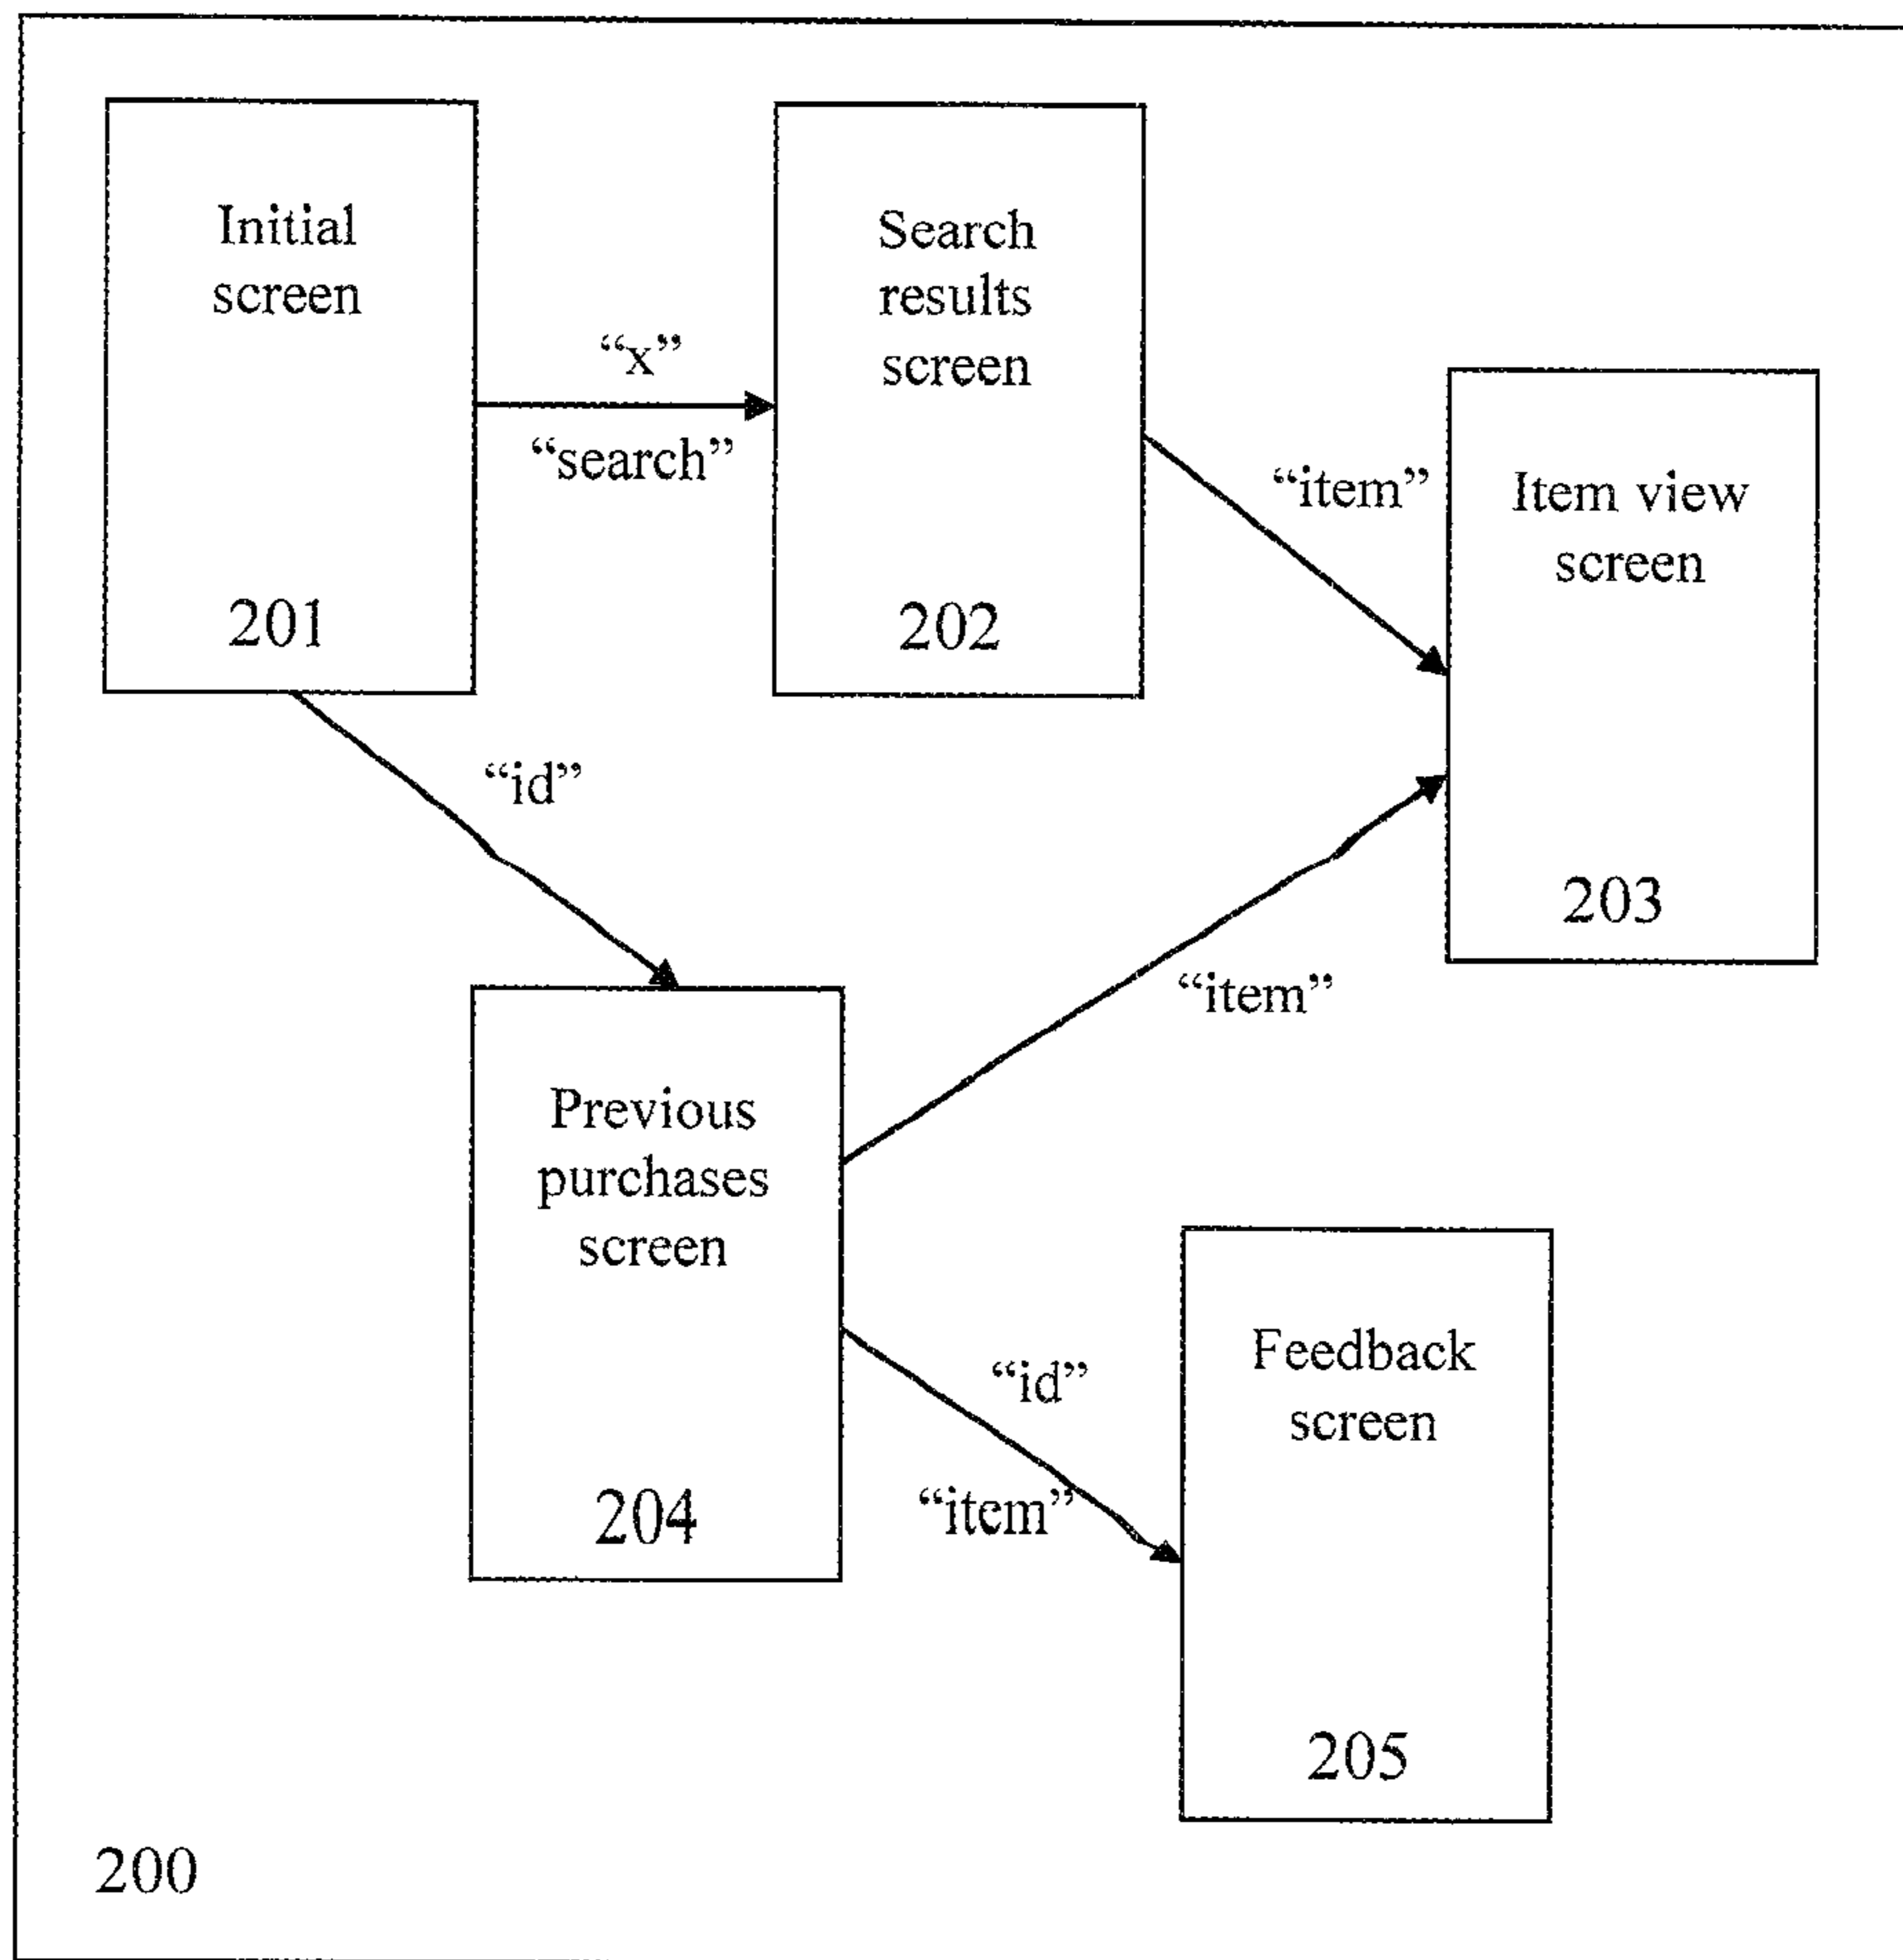 Initial
screen
201
“x”
“search”
Search
results
screen
202
“item”
Item view
screen
203
“id”
“item”
Previous
purchases
screen
204
“id”
“item”
Feedback
screen
205
200